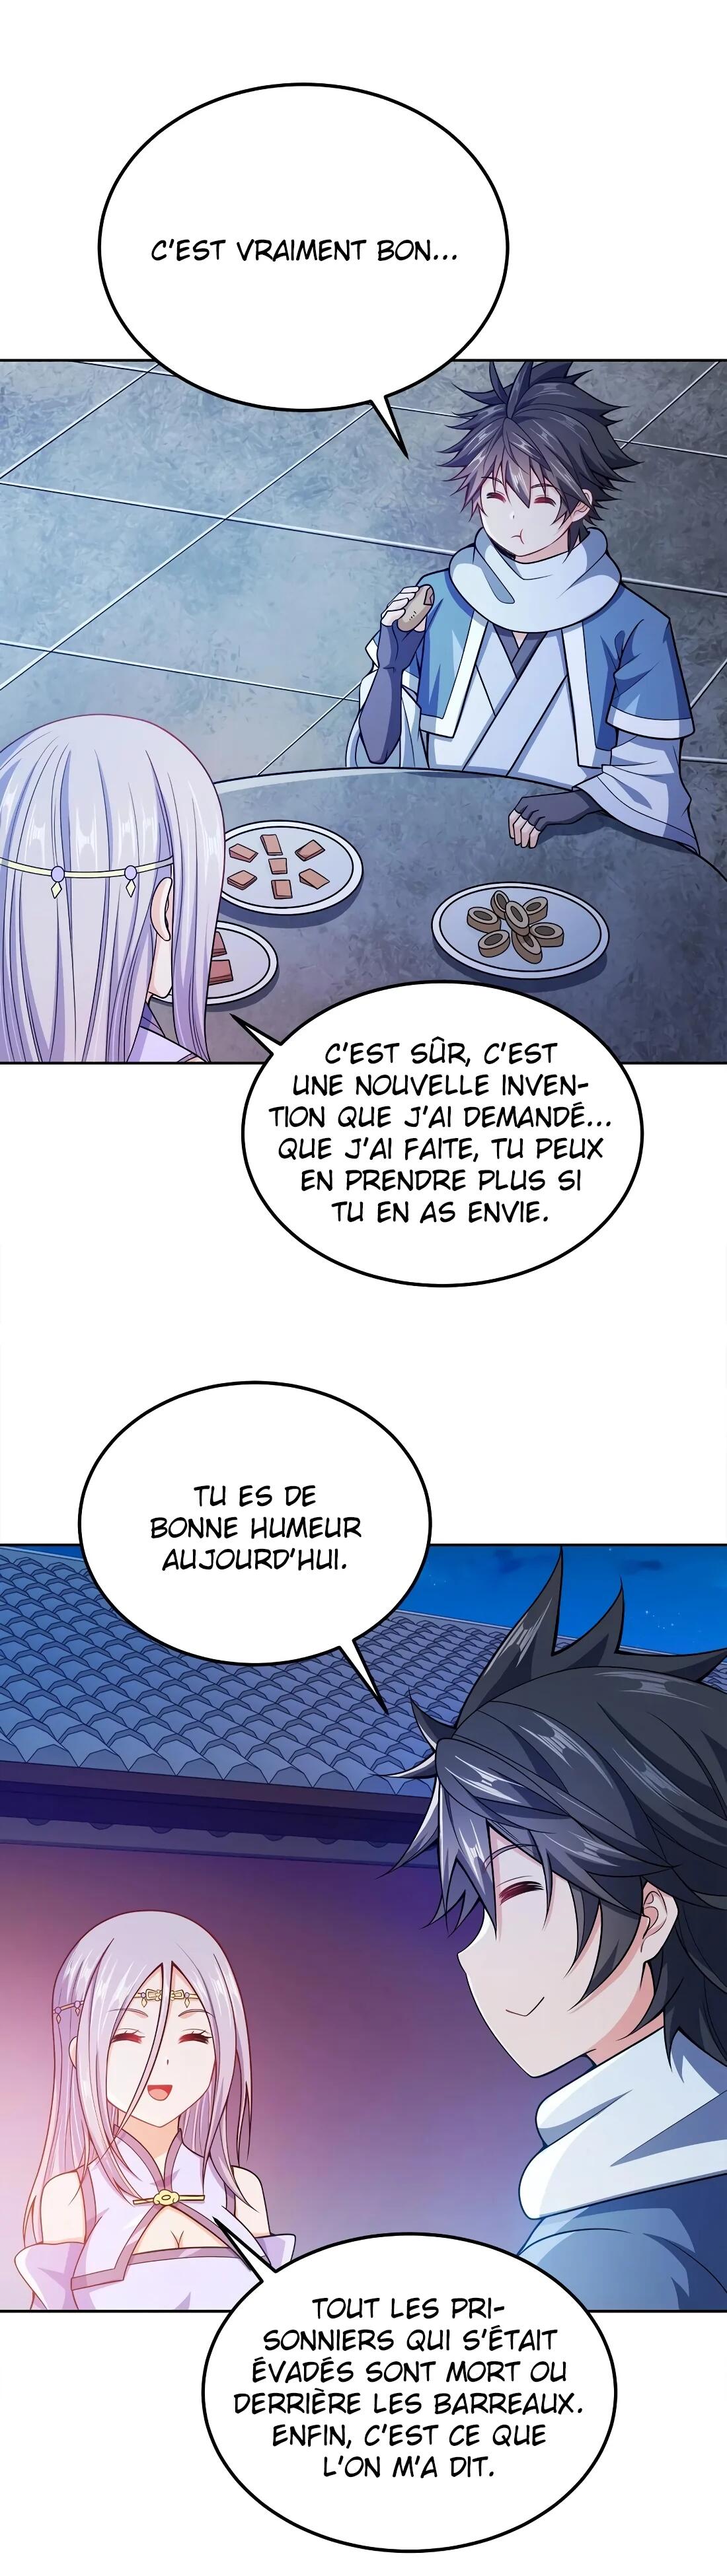 C'EST VRAIMENT BON...
C'EST SÛR, C'EST
UNE NOUVELLE INVEN-
TION QUE J'AI DEMANDÉ...
QUE J'AI FAITE, TU PEUX
EN PRENDRE PLUS SI
TU EN AS ENVIE.
TU ES DE
BONNE HUMEUR
AUJOURD'HUI.
TOUT LES PRI-
SONNIERS QUI S'ÉTAIT
ÉVADÉS SONT MORT OU
DERRIÈRE LES BARREAUX.
ENFIN, C'EST CE QUE
L'ON M'A DIT.